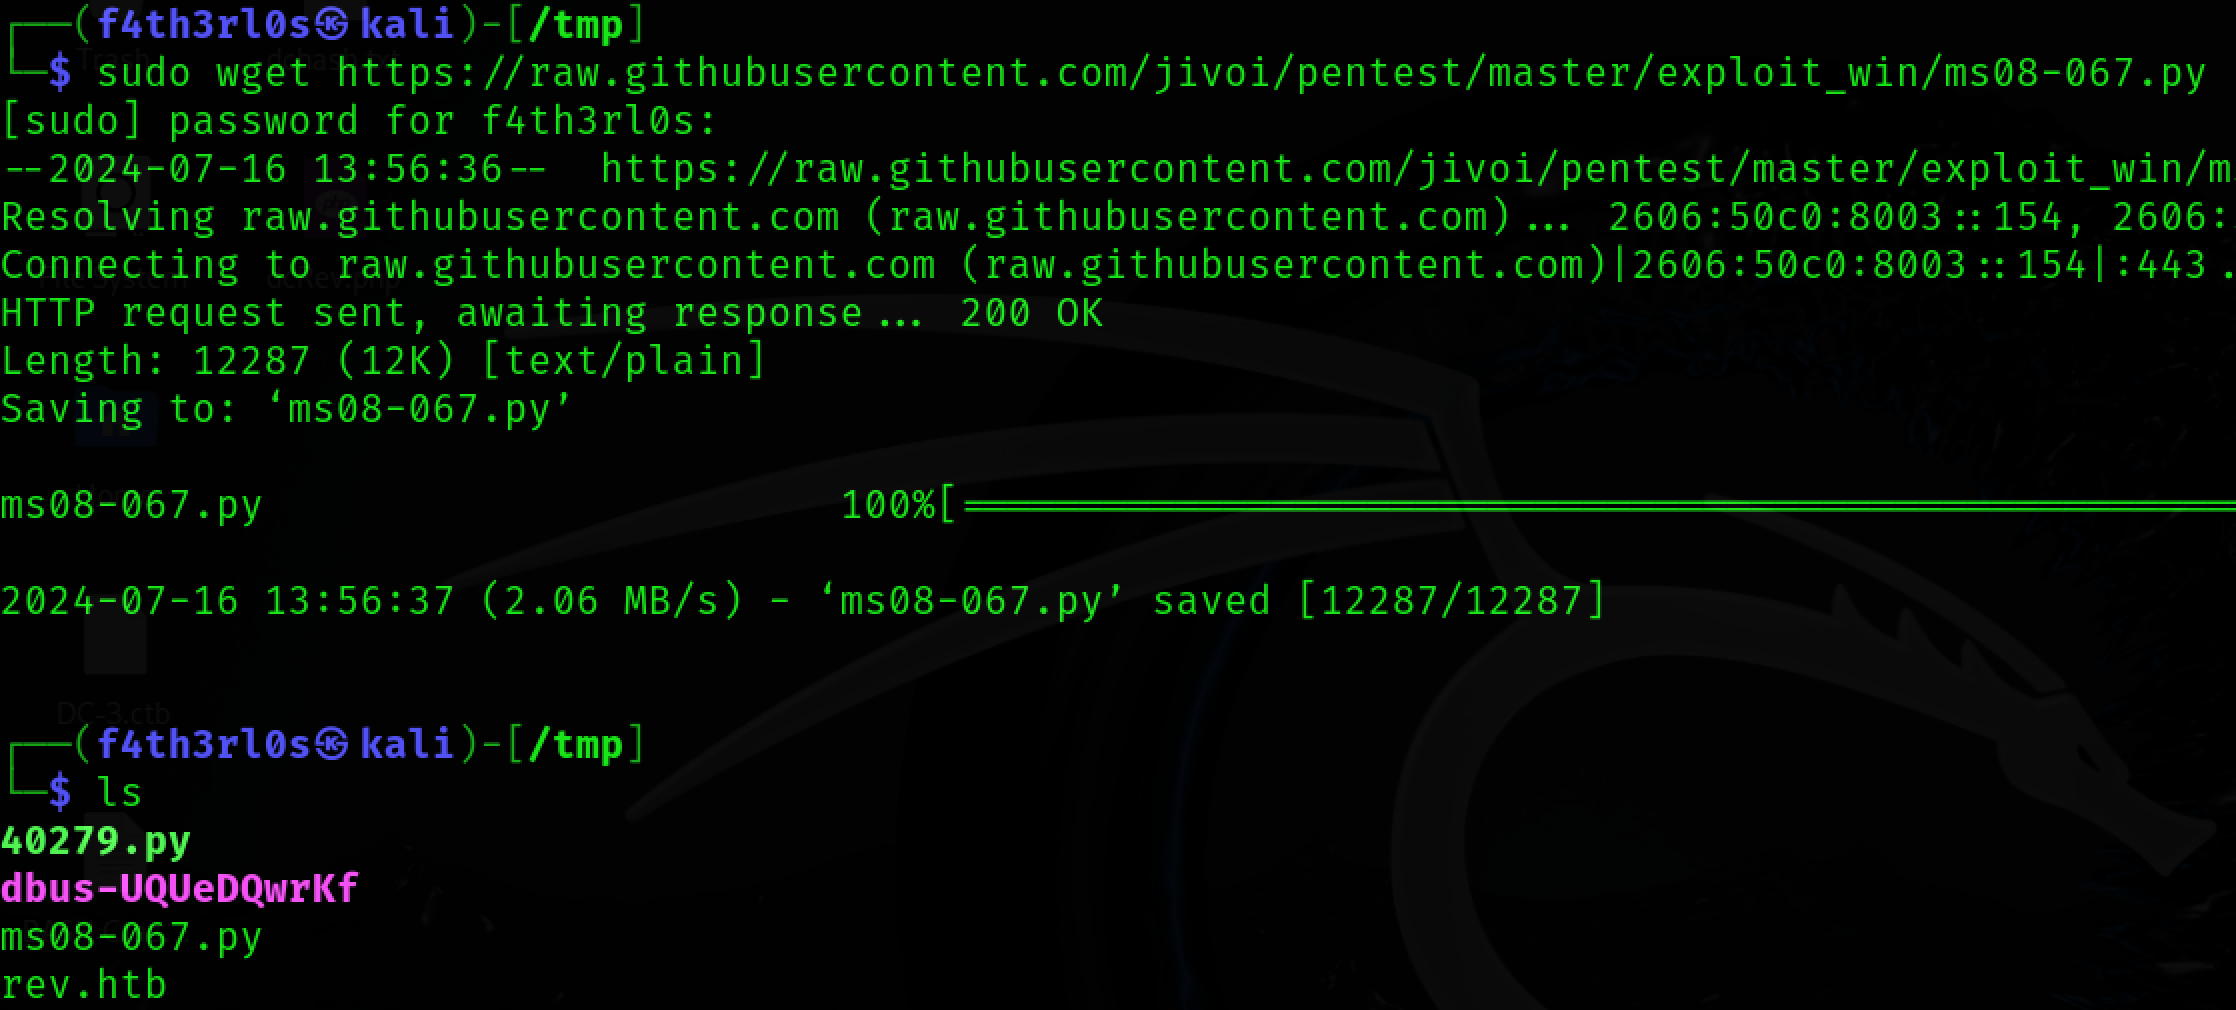 ┌──(f4th3rl0s㉿kali)-[/tmp]
└─$ sudo wget https://raw.githubusercontent.com/jivoi/pentest/master/exploit_win/ms08-067.py
[sudo] password for f4th3rl0s:
--2024-07-16 13:56:36--  https://raw.githubusercontent.com/jivoi/pentest/master/exploit_win/m
Resolving raw.githubusercontent.com (raw.githubusercontent.com)... 2606:50c0:8003::154, 2606:
Connecting to raw.githubusercontent.com (raw.githubusercontent.com)|2606:50c0:8003::154|:443.
HTTP request sent, awaiting response... 200 OK
Length: 12287 (12K) [text/plain]
Saving to: ‘ms08-067.py’
ms08-067.py 100%[==================================================
2024-07-16 13:56:37 (2.06 MB/s) - ‘ms08-067.py’ saved [12287/12287]
DC-3.ctb
┌──(f4th3rl0s㉿kali)-[/tmp]
└─$ ls
40279.py
dbus-UQUeDQwrKf
ms08-067.py
rev.htb